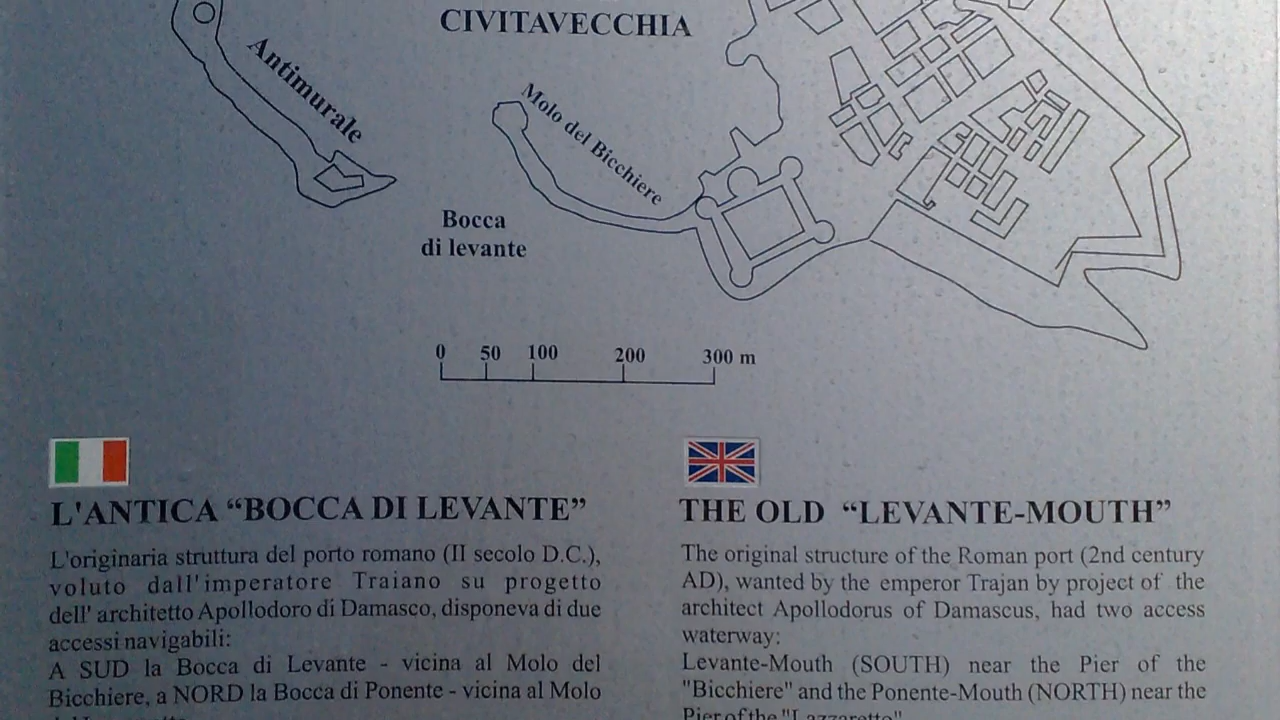 CIVITAVECCHIA
Antimurale
Molo del Bicchiere
Bocca
di levante
0 50 100 200 300 m
L'ANTICA “BOCCA DI LEVANTE”
L'originaria struttura del porto romano (II secolo D.C.),
voluto dall'imperatore Traiano su progetto
dell' architetto Apollodoro di Damasco, disponeva di due
accessi navigabili:
A SUD la Bocca di Levante - vicina al Molo del
Bicchiere, a NORD la Bocca di Ponente - vicina al Molo
THE OLD “LEVANTE-MOUTH”
The original structure of the Roman port (2nd century
AD), wanted by the emperor Trajan by project of the
architect Apollodorus of Damascus, had two access
waterway:
Levante-Mouth (SOUTH) near the Pier of the
"Bicchiere" and the Ponente-Mouth (NORTH) near the
Pier of the "Lazzaretto"